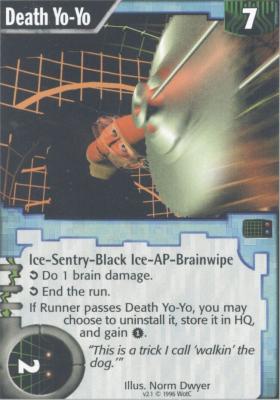 Death Yo-Yo
7
Ice-Sentry-Black Ice-AP-Brainwipe
Do 1 brain damage.
End the run.
If Runner passes Death Yo-Yo, you may
choose to uninstall it, store it in HQ,
and gain 3.
"This is a trick I call 'walkin' the
dog.'"
2
Illus. Norm Dwyer
v2.1 © 1996 WotC